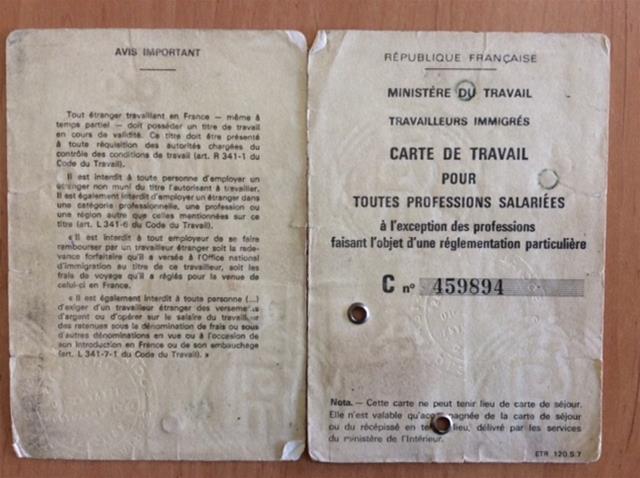 AVIS IMPORTANT
Tout étranger travaillant en France — même à
temps partiel — doit posséder un titre de travail
en cours de validité. Ce titre doit être présenté
à toute réquisition des autorités chargées du
contrôle des conditions de travail (art. R 341-1 du
Code du Travail).
Il est interdit à toute personne d'employer un
étranger non muni du titre l'autorisant à travailler.
Il est également interdit d'employer un étranger dans
une catégorie professionnelle, une profession ou
une région autre que celles mentionnées sur ce
titre (art. L 341-6 du Code du Travail).
« Il est interdit à tout employeur de se faire
rembourser par un travailleur étranger soit la rede-
vance forfaitaire qu'il a versée à l'Office national
d'immigration au titre de ce travailleur, soit les
frais de voyage qu'il a réglés pour la venue de
celui-ci en France.
« Il est également interdit à toute personne (...)
d'exiger d'un travailleur étranger des versements
d'argent ou d'opérer sur le salaire du travailleur
des retenues sous la dénomination de frais ou sous
d'autres dénominations en vue ou à l'occasion de
son introduction en France ou de son embauchage
(art. L 341-7-1 du Code du Travail). »
RÉPUBLIQUE FRANÇAISE
MINISTÈRE DU TRAVAIL
TRAVAILLEURS IMMIGRÉS
CARTE DE TRAVAIL
POUR
TOUTES PROFESSIONS SALARIÉES
à l'exception des professions
faisant l'objet d'une réglementation particulière
C n° 459894
Nota. — Cette carte ne peut tenir lieu de carte de séjour.
Elle n'est valable qu'accompagnée de la carte de séjour
ou du récépissé en tenant lieu, délivré par les services
du ministère de l'Intérieur.
ETR 120.S.7